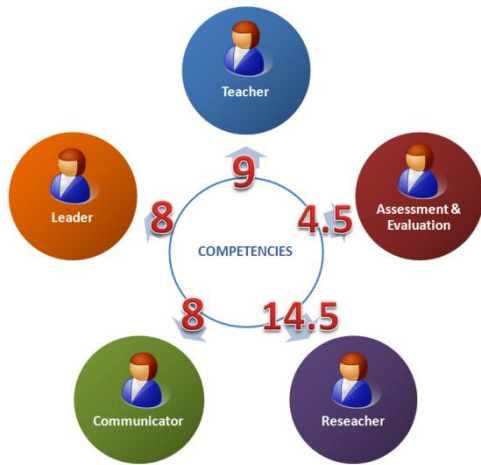 Teacher
9
Leader
8
4.5
Assessment &
Evaluation
COMPETENCIES
8
14.5
Communicator
Reseacher